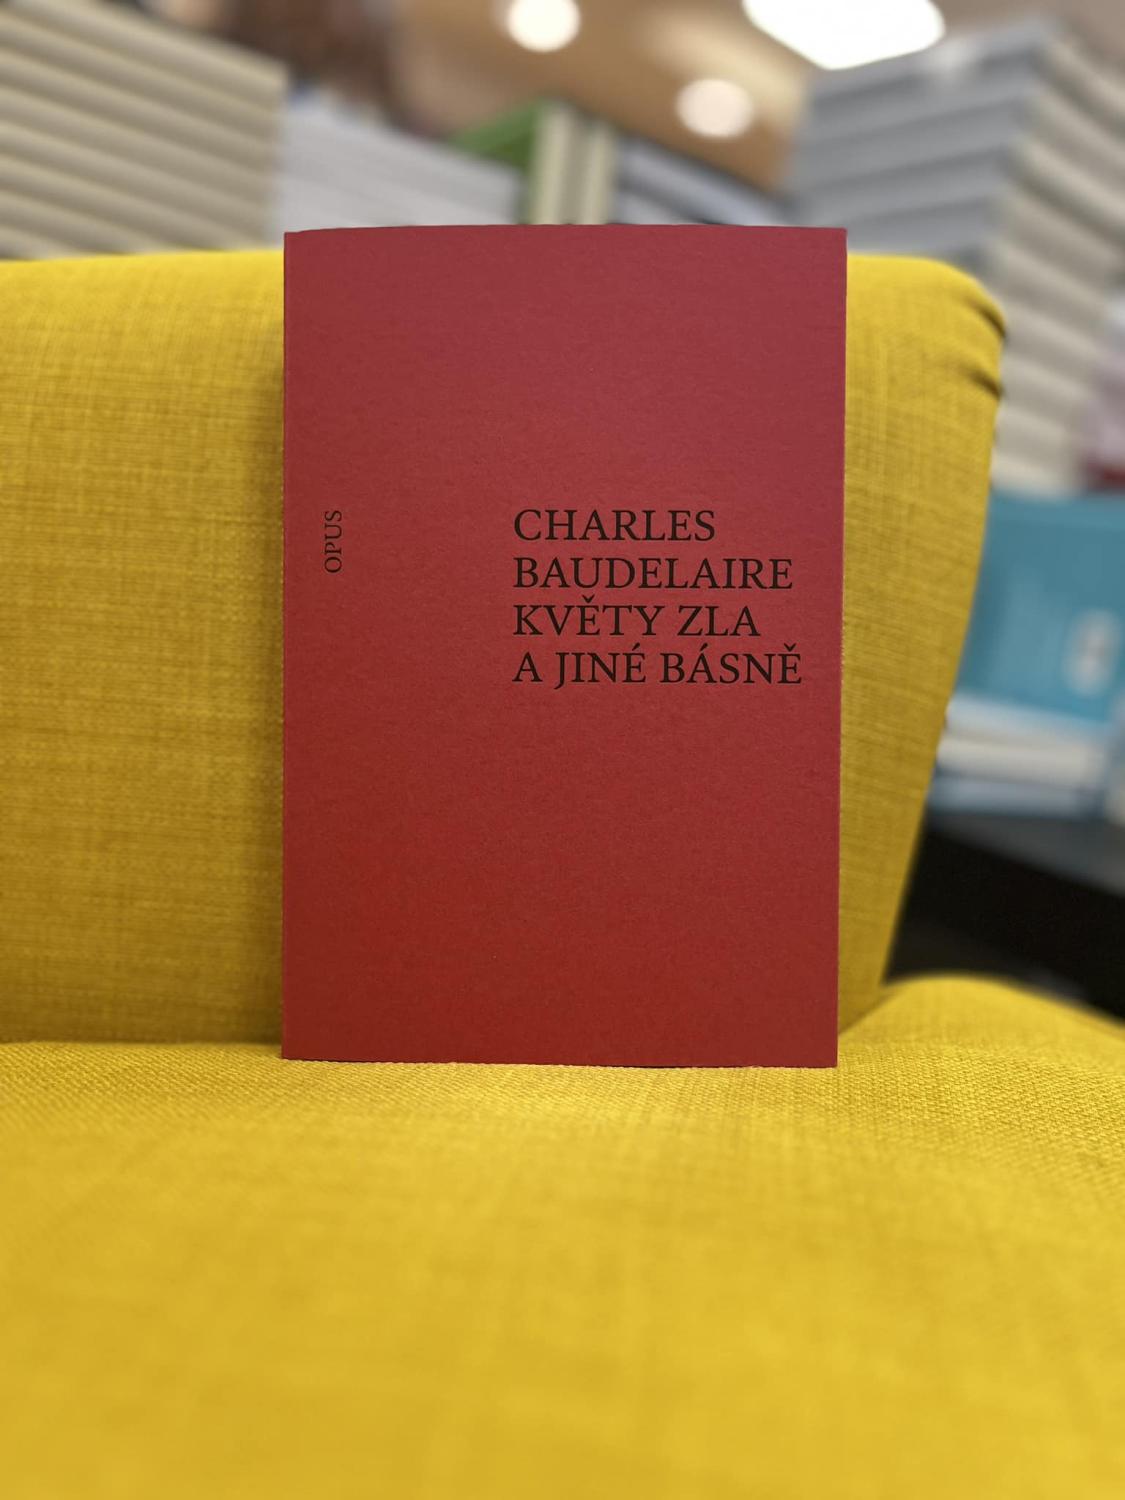 OPUS
CHARLES
BAUDELAIRE
KVĚTY ZLA
A JINÉ BÁSNĚ